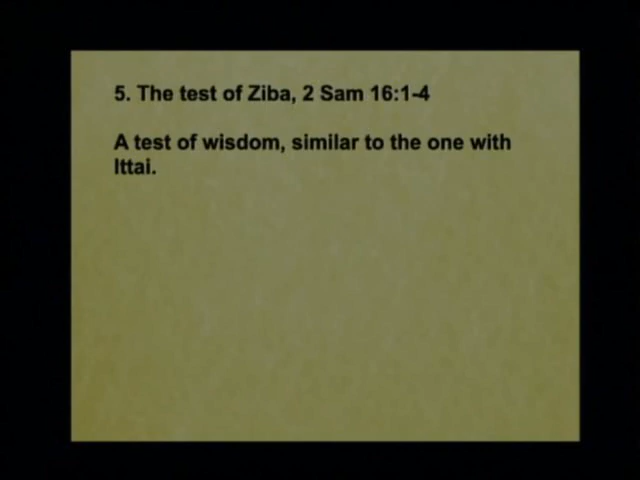 5. The test of Ziba, 2 Sam 16:1-4
A test of wisdom, similar to the one with
Ittai.